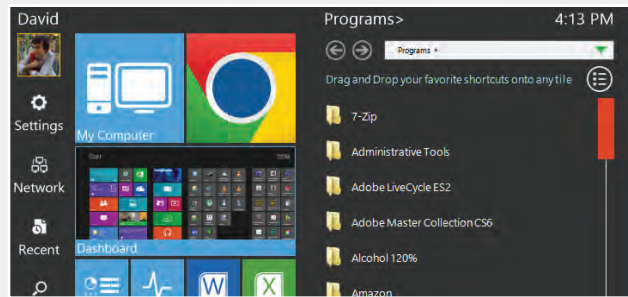 David
Settings
Network
Recent
My Computer
Start
Dashboard
W
X
Programs>
4:13 PM
Programs
Drag and Drop your favorite shortcuts onto any tile
7-Zip
Administrative Tools
Adobe LiveCycle ES2
Adobe Master Collection CS6
Alcohol 120%
Amazon